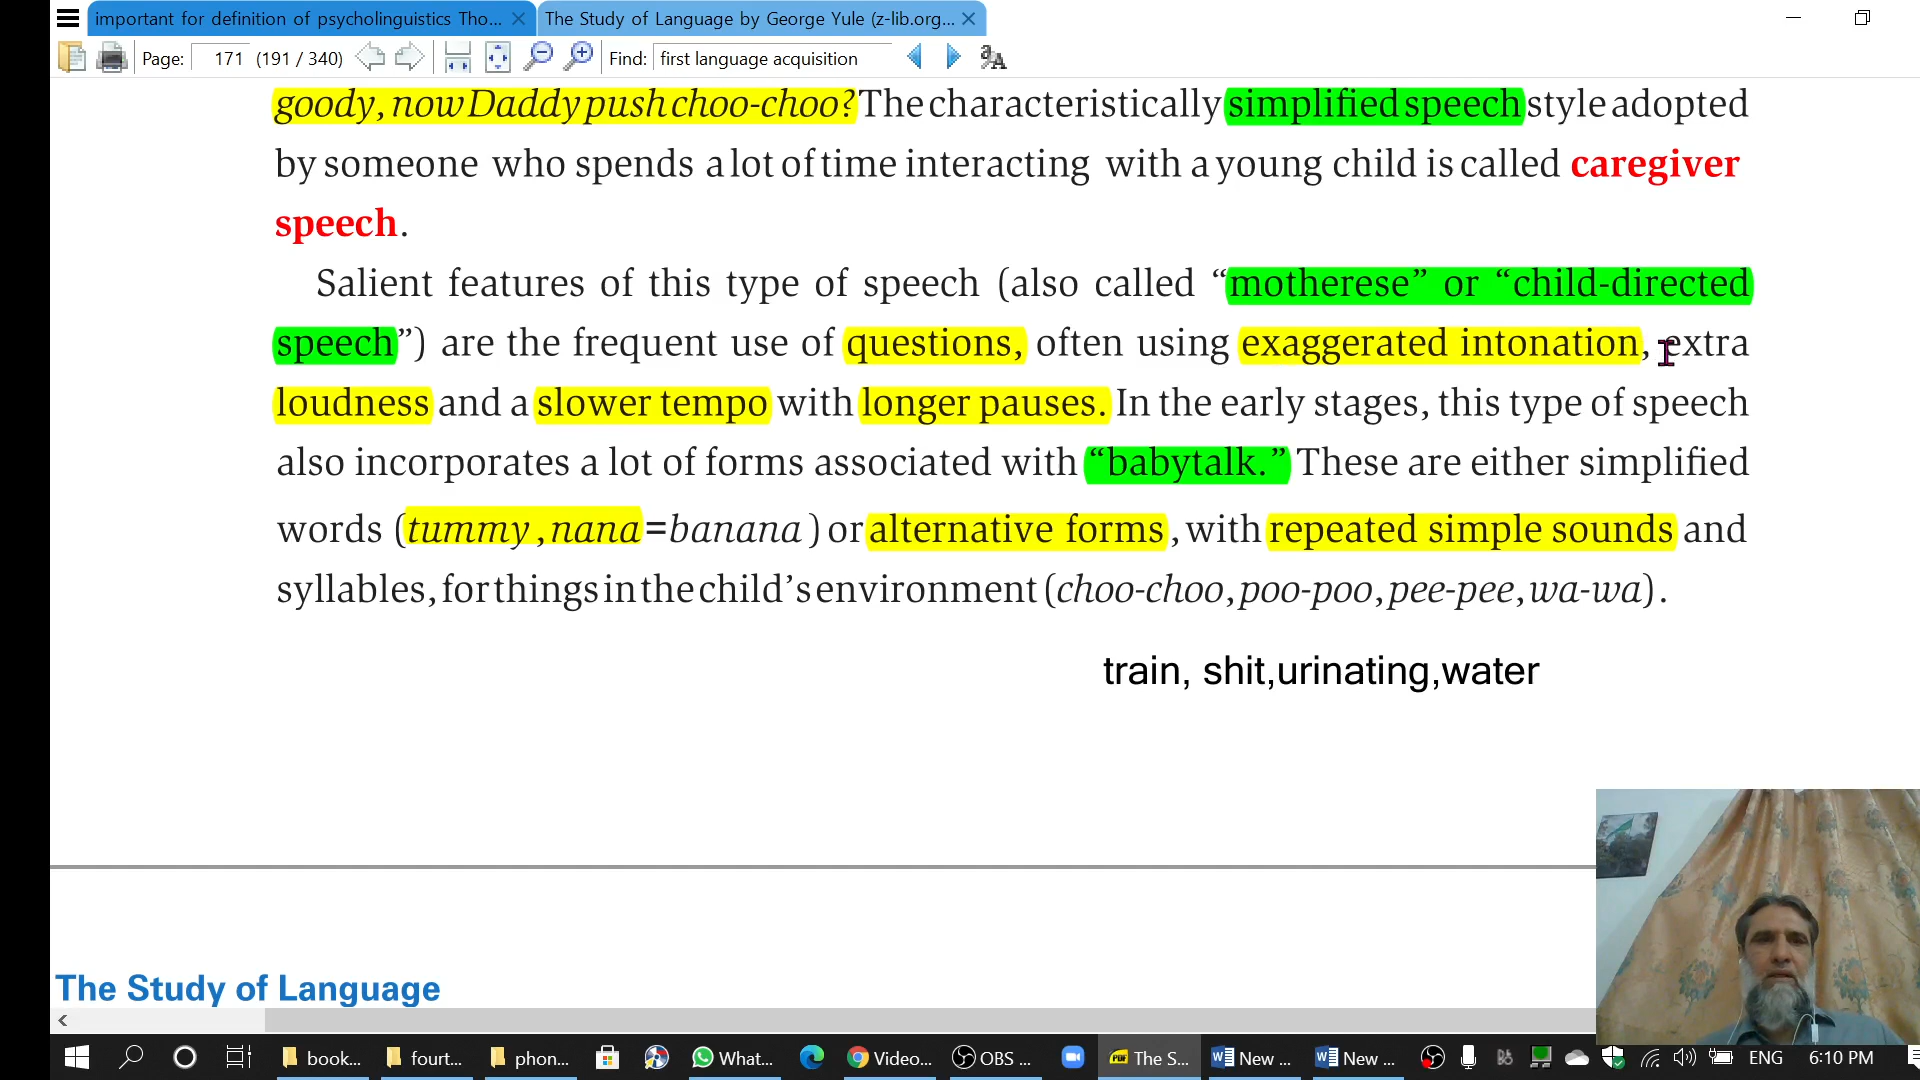 important for definition of psycholinguistics Tho...
The Study of Language by George Yule (z-lib.org...
Page: 171 (191 / 340) Find: first language acquisition
goody, now Daddy push choo-choo? The characteristically simplified speech style adopted
by someone who spends a lot of time interacting with a young child is called caregiver
speech.
Salient features of this type of speech (also called “motherese” or “child-directed
speech”) are the frequent use of questions, often using exaggerated intonation, extra
loudness and a slower tempo with longer pauses. In the early stages, this type of speech
also incorporates a lot of forms associated with “babytalk.” These are either simplified
words (tummy, nana=banana) or alternative forms, with repeated simple sounds and
syllables, for things in the child’s environment (choo-choo, poo-poo, pee-pee, wa-wa).
train, shit,urinating,water
The Study of Language
book... fourt... phon... What... Video... OBS ... The S... New ... New ... ENG 6:10 PM